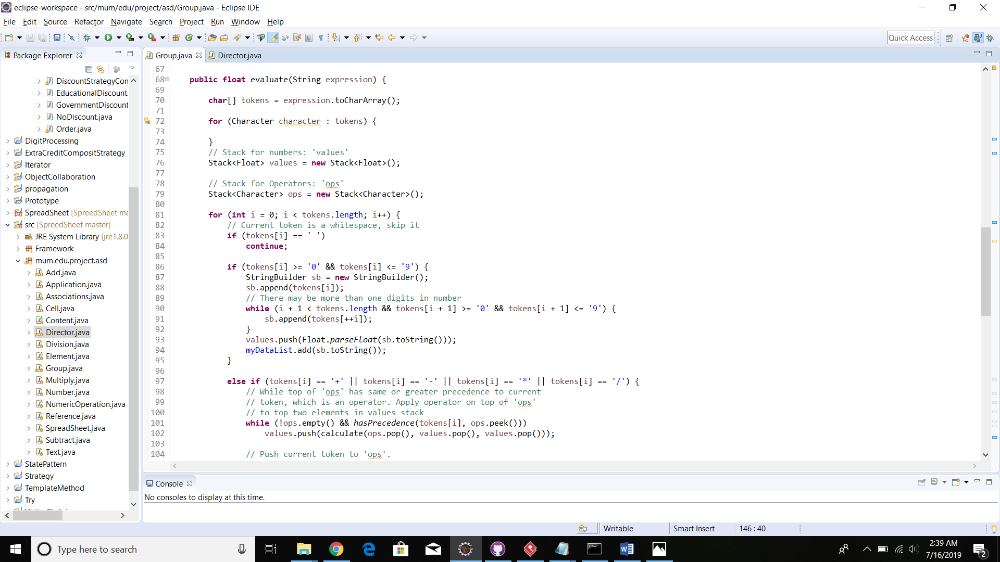 eclipse-workspace - src/mum/edu/project/asd/Group.java - Eclipse IDE
File Edit Source Refactor Navigate Search Project Run Window Help
Quick Access
Package Explorer
DiscountStrategyCon
EducationalDiscount.
GovernmentDiscount
NoDiscount.java
Order.java
DigitProcessing
ExtraCreditCompositStrategy
Iterator
ObjectCollaboration
propagation
Prototype
SpreadSheet [SpreedSheet ma
src [SpreedSheet master]
JRE System Library [jre1.8.0
Framework
mum.edu.project.asd
Add.java
Application.java
Associations.java
Cell.java
Content.java
Director.java
Division.java
Element.java
Group.java
Multiply.java
Number.java
NumericOperation.java
Reference.java
SpreadSheet.java
Subtract.java
Text.java
StatePattern
Strategy
TemplateMethod
Try
Group.java Director.java
67
68 public float evaluate(String expression) {
69
70 char[] tokens = expression.toCharArray();
71
72 for (Character character : tokens) {
73
74 }
75 // Stack for numbers: 'values'
76 Stack<Float> values = new Stack<Float>();
77
78 // Stack for Operators: 'ops'
79 Stack<Character> ops = new Stack<Character>();
80
81 for (int i = 0; i < tokens.length; i++) {
82 // Current token is a whitespace, skip it
83 if (tokens[i] == ' ')
84 continue;
85
86 if (tokens[i] >= '0' && tokens[i] <= '9') {
87 StringBuilder sb = new StringBuilder();
88 sb.append(tokens[i]);
89 // There may be more than one digits in number
90 while (i + 1 < tokens.length && tokens[i + 1] >= '0' && tokens[i + 1] <= '9') {
91 sb.append(tokens[++i]);
92 }
93 values.push(Float.parseFloat(sb.toString()));
94 myDataList.add(sb.toString());
95 }
96
97 else if (tokens[i] == '+' || tokens[i] == '-' || tokens[i] == '*' || tokens[i] == '/') {
98 // While top of 'ops' has same or greater precedence to current
99 // token, which is an operator. Apply operator on top of 'ops'
100 // to top two elements in values stack
101 while (!ops.empty() && hasPrecedence(tokens[i], ops.peek()))
102 values.push(calculate(ops.pop(), values.pop(), values.pop()));
103
104 // Push current token to 'ops'.
Console
No consoles to display at this time.
Writable Smart Insert 146 : 40
Type here to search
2:39 AM
7/16/2019
2